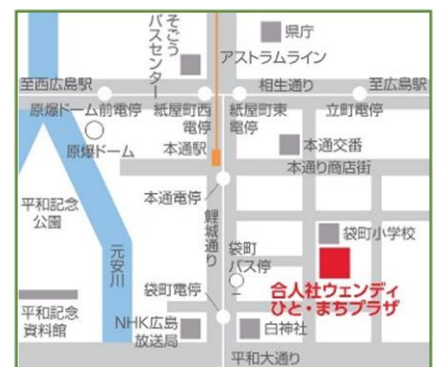 県庁
そごう
バスセンター
アストラムライン
至西広島駅
相生通り
至広島駅
原爆ドーム前電停
紙屋町西
電停
紙屋町東
電停
立町電停
原爆ドーム
本通駅
本通交番
本通り商店街
本通電停
平和記念
公園
鯉城通り
袋町小学校
元安川
袋町
バス停
合人社ウェンディ
ひと・まちプラザ
袋町電停
平和記念
資料館
NHK広島
放送局
白神社
平和大通り